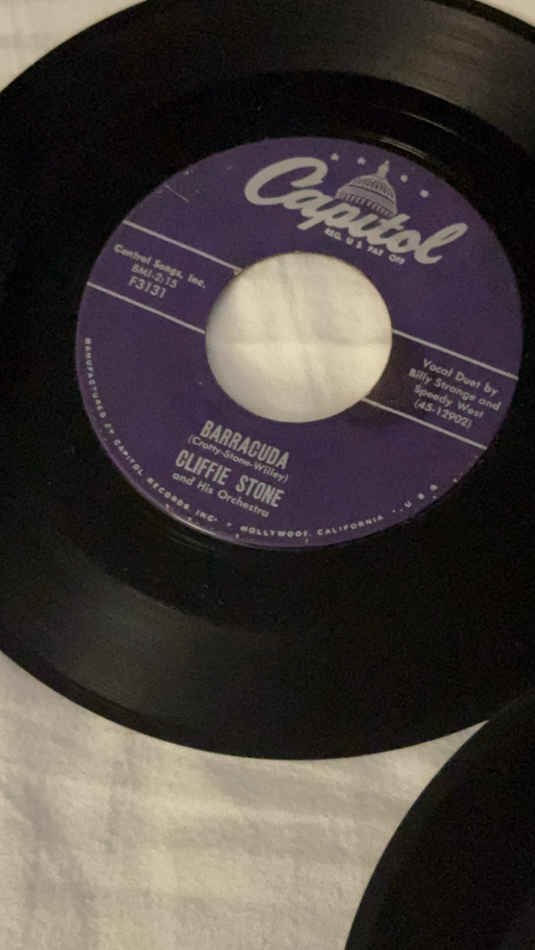 Capitol
REG. U. S. PAT. OFF.
Central Songs, Inc.
BMI-2:15
F3131
Vocal Duet by
Billy Strange and
Speedy West
(45-12902)
BARRACUDA
(Crotty-Stone-Willey)
CLIFFIE STONE
and His Orchestra
MANUFACTURED BY CAPITOL RECORDS, INC. • HOLLYWOOD, CALIFORNIA • U.S.A.